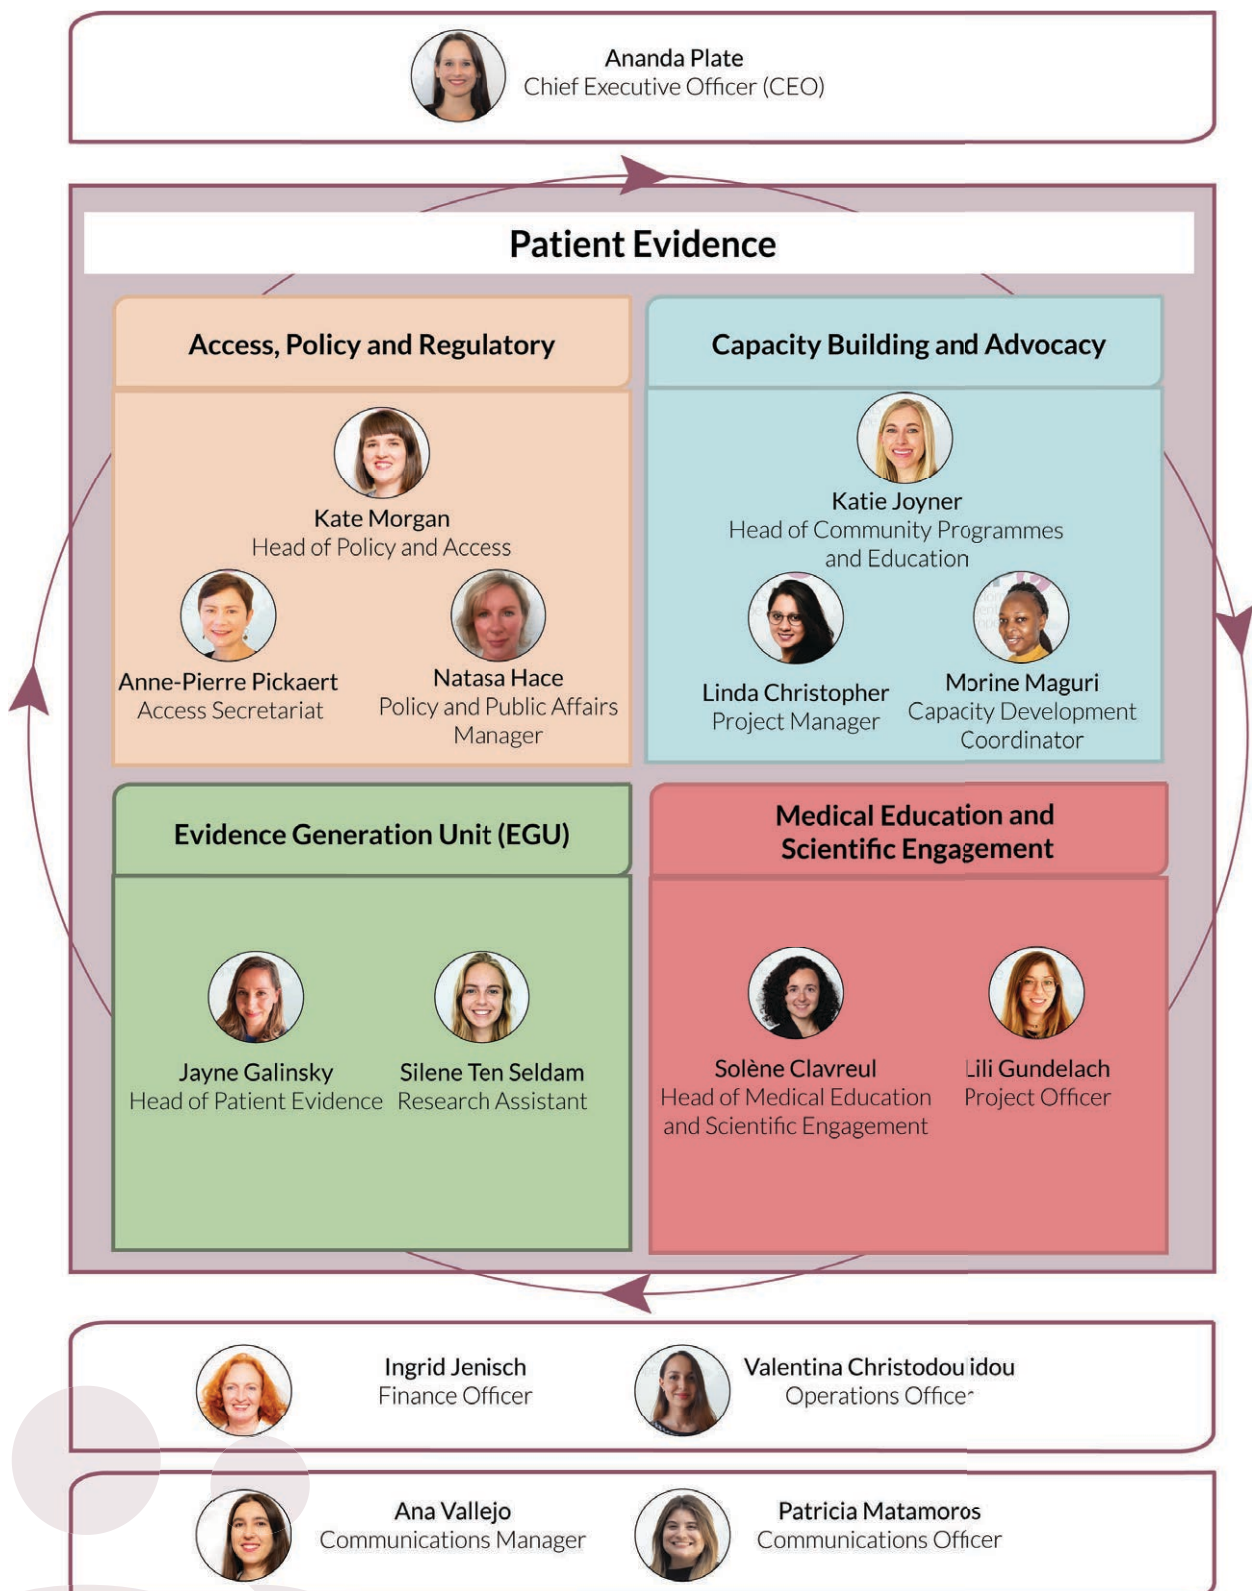 Ananda Plate
Chief Executive Officer (CEO)
Patient Evidence
Access, Policy and Regulatory
Kate Morgan
Head of Policy and Access
Anne-Pierre Pickaert
Access Secretariat
Natasa Hace
Policy and Public Affairs
Manager
Capacity Building and Advocacy
Katie Joyner
Head of Community Programmes
and Education
Linda Christopher
Project Manager
Morine Maguri
Capacity Development
Coordinator
Evidence Generation Unit (EGU)
Jayne Galinsky
Head of Patient Evidence
Silene Ten Seldam
Research Assistant
Medical Education and
Scientific Engagement
Solène Clavreul
Head of Medical Education
and Scientific Engagement
Lili Gundelach
Project Officer
Ingrid Jenisch
Finance Officer
Valentina Christodoulidou
Operations Officer
Ana Vallejo
Communications Manager
Patricia Matamoros
Communications Officer